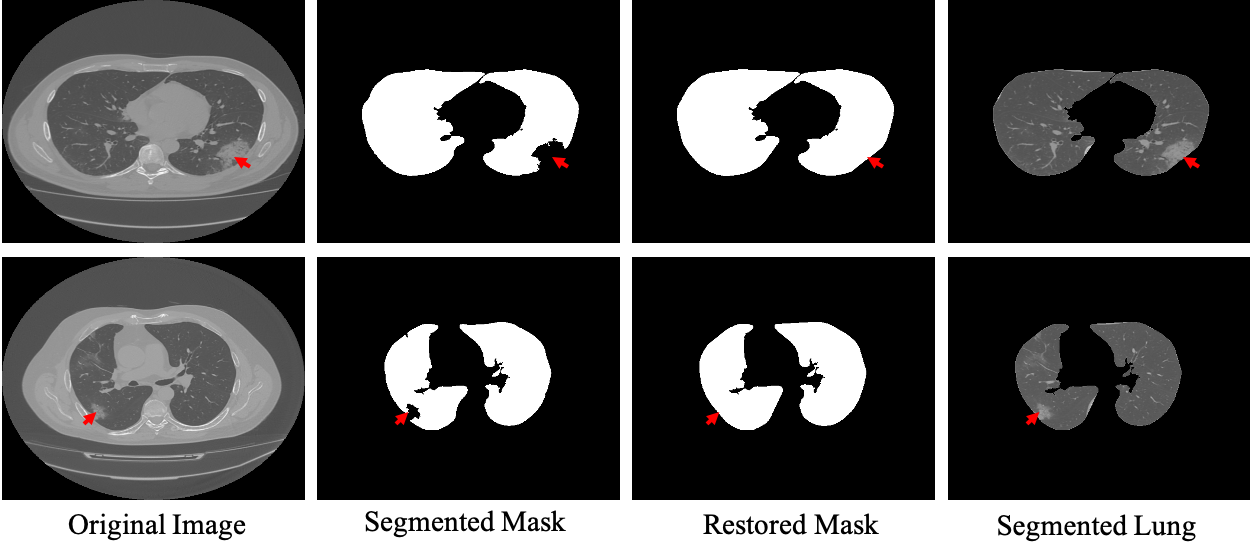 Original Image
Segmented Mask
Restored Mask
Segmented Lung